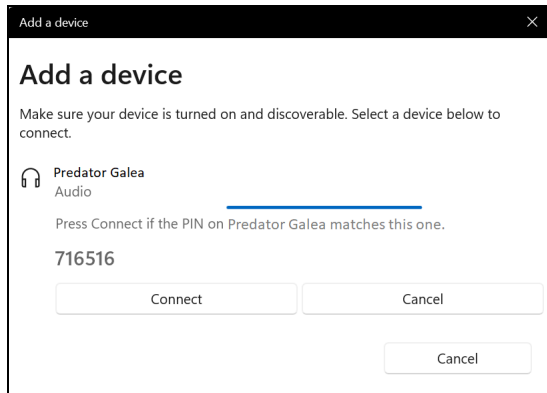 Add a device
Add a device
Make sure your device is turned on and discoverable. Select a device below to
connect.
Predator Galea
Audio
Press Connect if the PIN on Predator Galea matches this one.
716516
Connect Cancel
Cancel